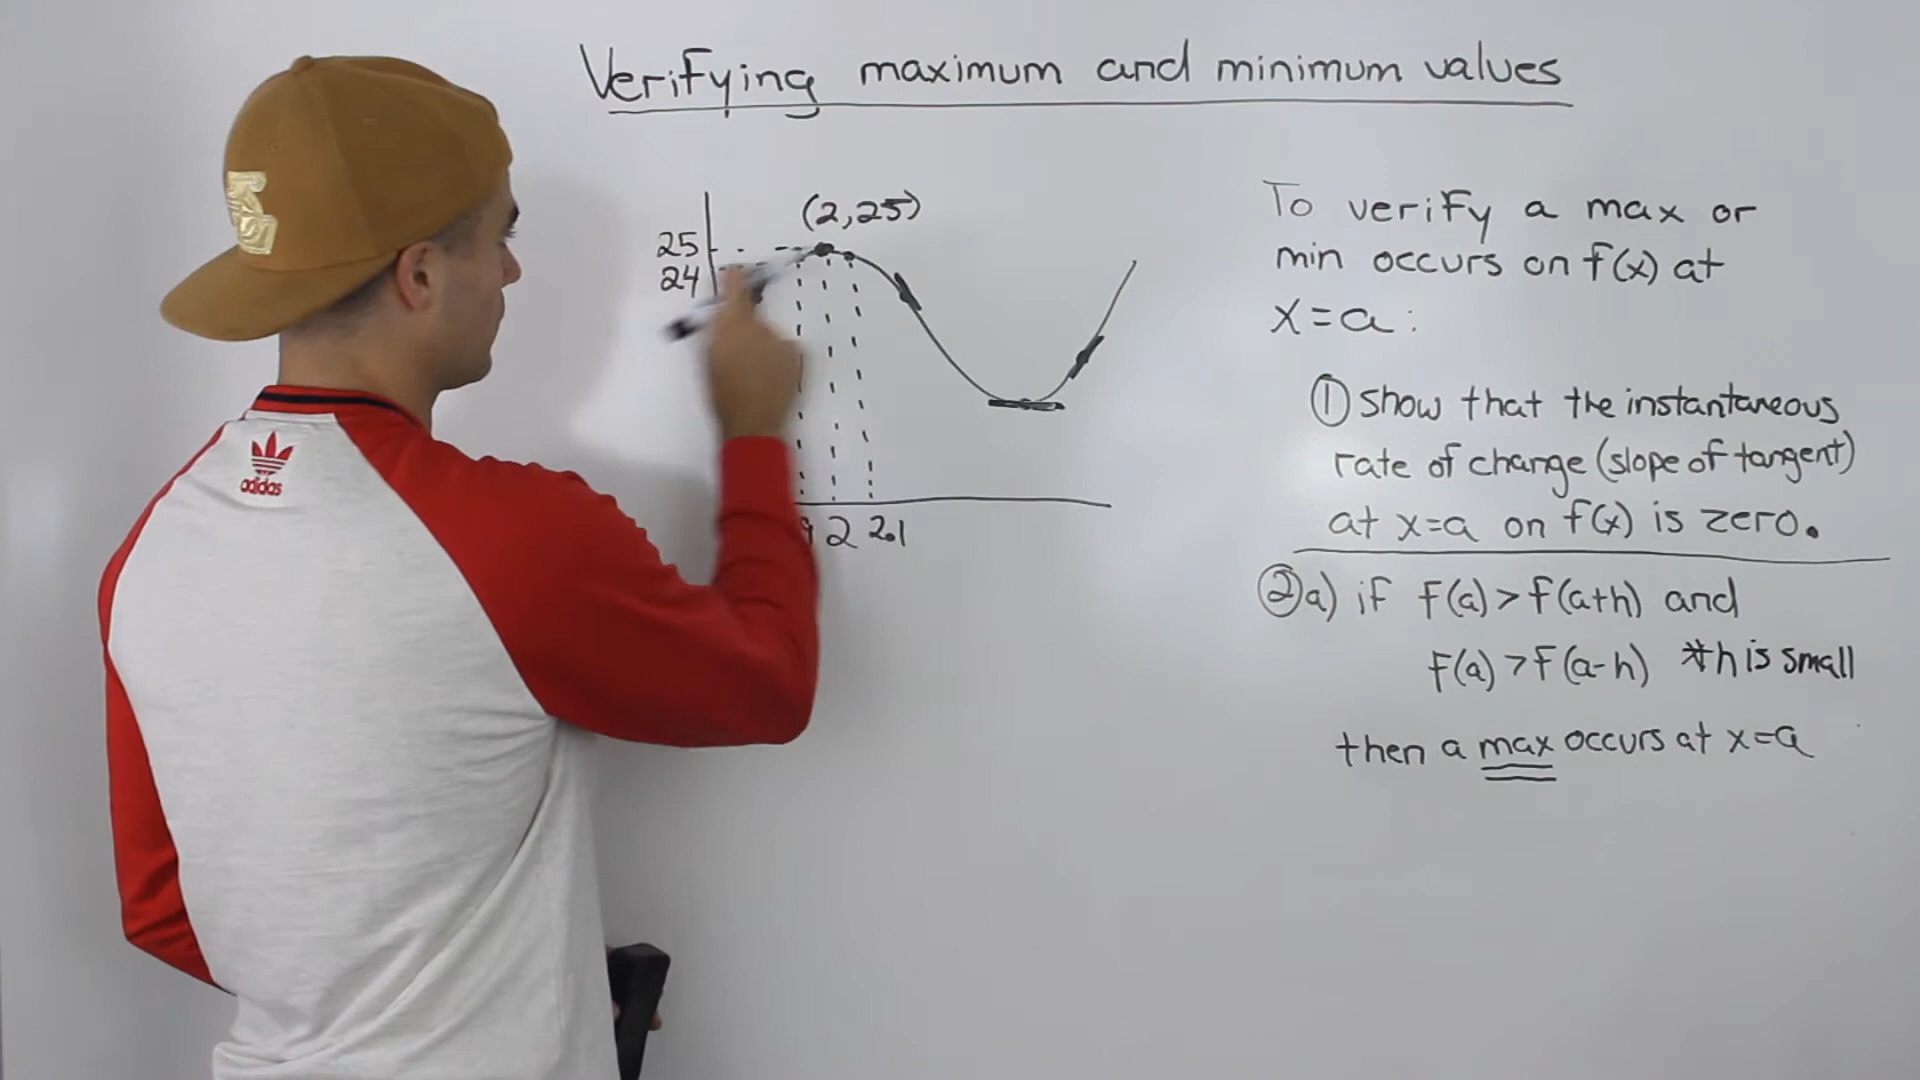 Verifying maximum and minimum values
(2,25)
25
24
9 2 2.1
To verify a max or
min occurs on f(x) at
x=a:
① Show that the instantaneous
rate of change (slope of tangent)
at x=a on f(x) is zero.
②a) if f(a)>f(a+h) and
f(a)>f(a-h) *h is small
then a max occurs at x=a
adidas